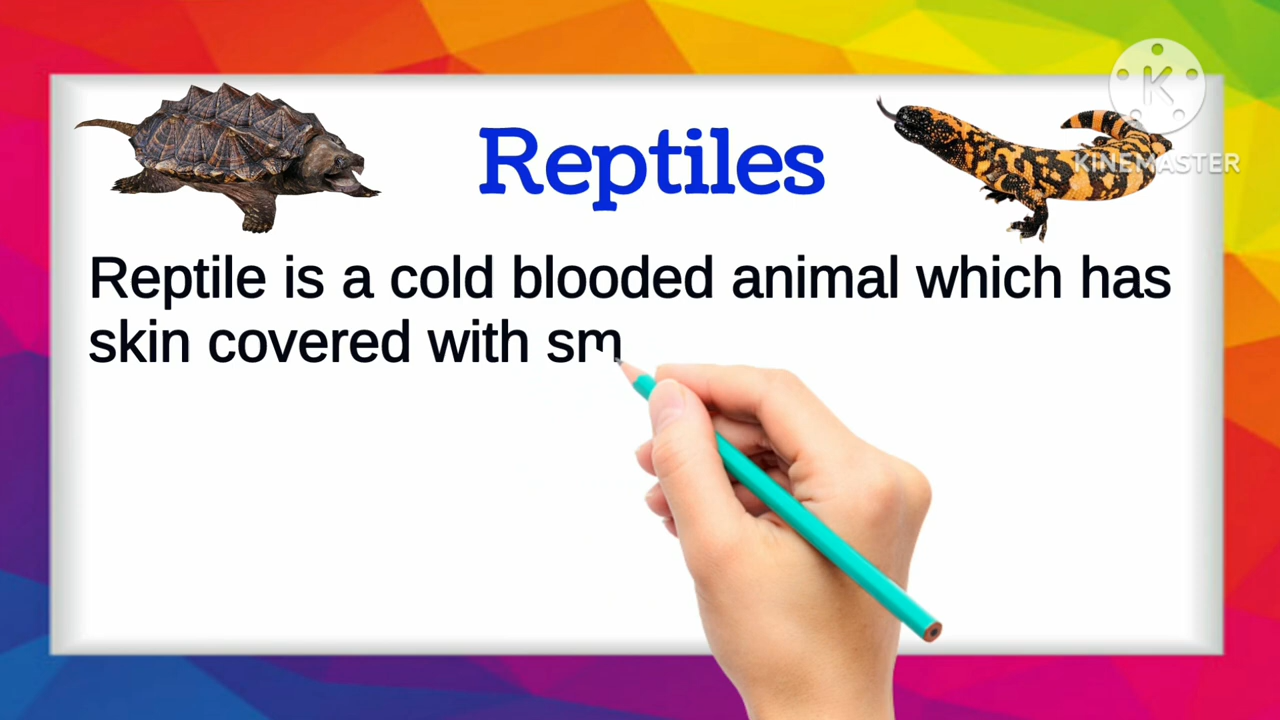 K
KINEMASTER
Reptiles
Reptile is a cold blooded animal which has
skin covered with sm